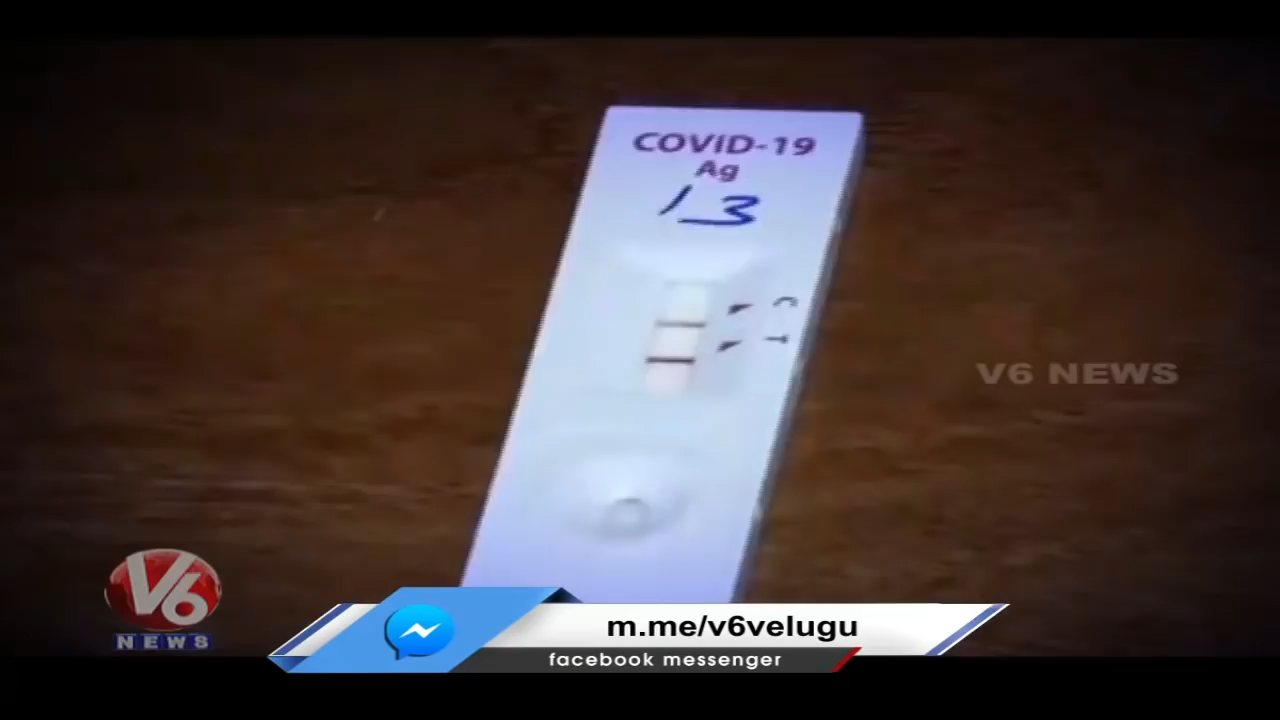 COVID-19
Ag
13
C
T
V6 NEWS
V6
NEWS
m.me/v6velugu
facebook messenger